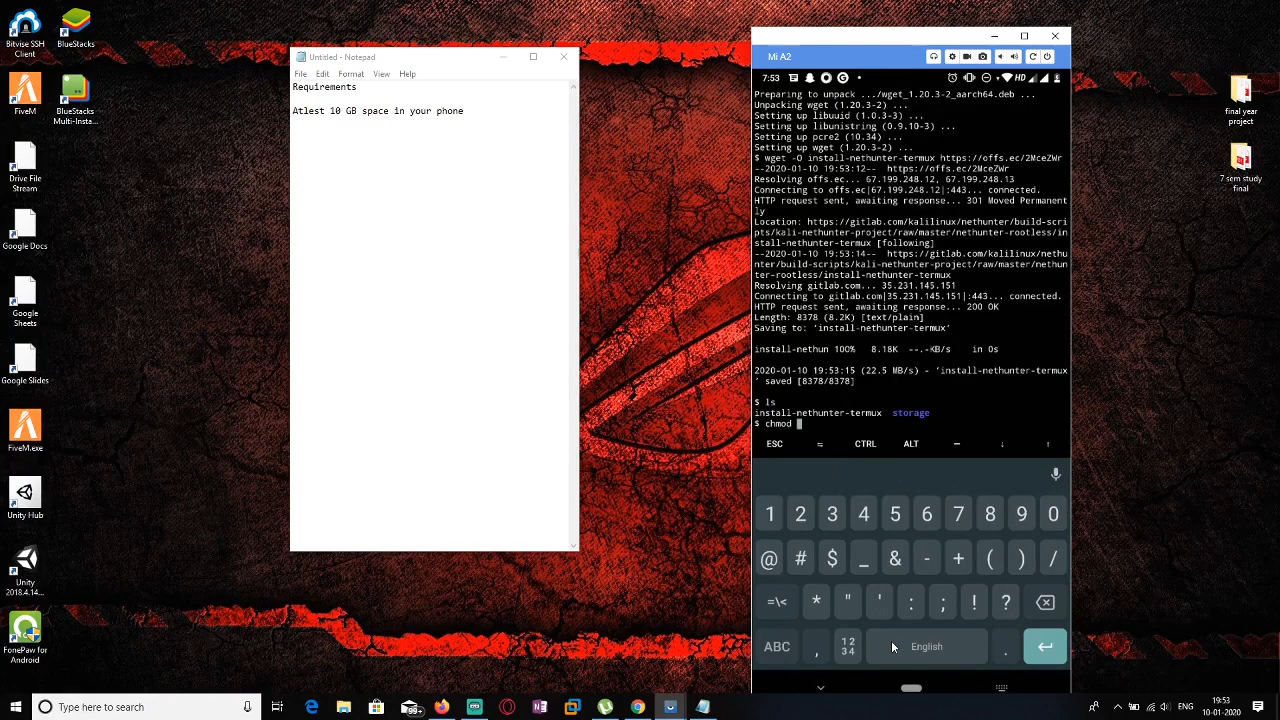 Bitvise SSH
Client
BlueStacks
FiveM
BlueStacks
Multi-Insta...
Drive File
Stream
Google Docs
Google
Sheets
Google Slides
FiveM.exe
Unity Hub
Unity
2018.4.14...
FonePaw for
Android
Untitled - Notepad
File Edit Format View Help
Requirements
Atlest 10 GB space in your phone
Mi A2
7:53
HD
Preparing to unpack .../wget_1.20.3-2_aarch64.deb ...
Unpacking wget (1.20.3-2) ...
Setting up libuuid (1.0.3-3) ...
Setting up libunistring (0.9.10-3) ...
Setting up pcre2 (10.34) ...
Setting up wget (1.20.3-2) ...
$ wget -O install-nethunter-termux https://offs.ec/2MceZWr
--2020-01-10 19:53:12--  https://offs.ec/2MceZWr
Resolving offs.ec... 67.199.248.12, 67.199.248.13
Connecting to offs.ec|67.199.248.12|:443... connected.
HTTP request sent, awaiting response... 301 Moved Permanent
ly
Location: https://gitlab.com/kalilinux/nethunter/build-scri
pts/kali-nethunter-project/raw/master/nethunter-rootless/in
stall-nethunter-termux [following]
--2020-01-10 19:53:14--  https://gitlab.com/kalilinux/nethu
nter/build-scripts/kali-nethunter-project/raw/master/nethun
ter-rootless/install-nethunter-termux
Resolving gitlab.com... 35.231.145.151
Connecting to gitlab.com|35.231.145.151|:443... connected.
HTTP request sent, awaiting response... 200 OK
Length: 8378 (8.2K) [text/plain]
Saving to: ‘install-nethunter-termux’
install-nethun 100%   8.18K  --.-KB/s    in 0s
2020-01-10 19:53:15 (22.5 MB/s) - ‘install-nethunter-termux
’ saved [8378/8378]
$ ls
install-nethunter-termux  storage
$ chmod
ESC CTRL ALT — ↓ ↑
1 2 3 4 5 6 7 8 9 0
@ # $ _ & - + ( ) /
=\< * " ' : ; ! ?
ABC , 12 34 English .
final
year
project
7 sem study
final
Type here to search
99+
ENG
19:53
10-01-2020